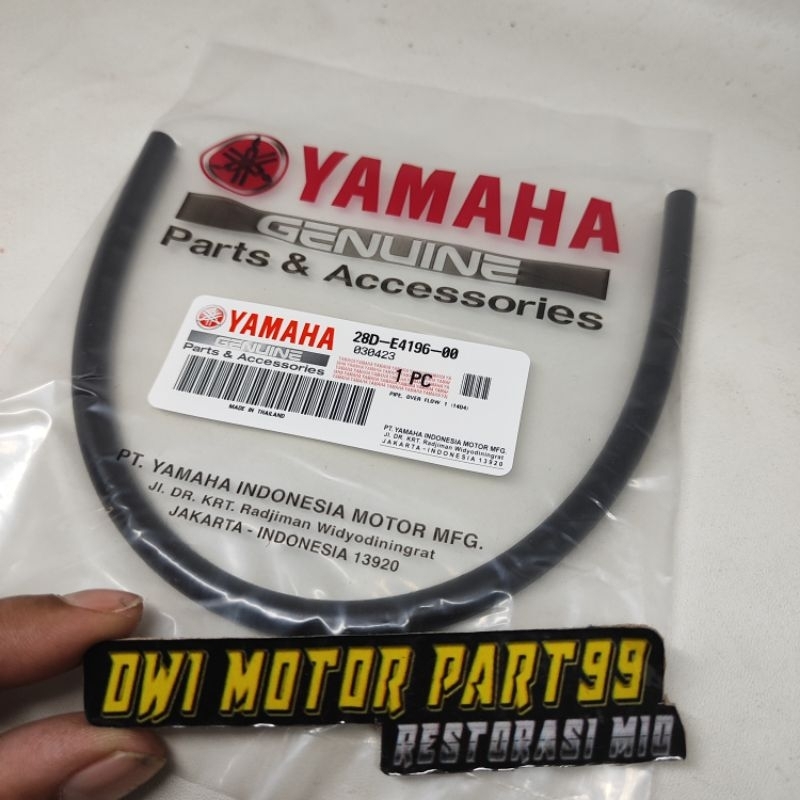 YAMAHA
GENUINE
Parts & Accessories
YAMAHA
GENUINE
Parts & Accessories
28D-E4196-00
030423
1 PC
PIPE, OVER FLOW 1 (1404)
MADE IN THAILAND
PT. YAMAHA INDONESIA MOTOR MFG.
Jl. DR. KRT. Radjiman Widyodiningrat
JAKARTA - INDONESIA 13920
PT. YAMAHA INDONESIA MOTOR MFG.
Jl. DR. KRT. Radjiman Widyodiningrat
JAKARTA - INDONESIA 13920
DWI MOTOR PART99
RESTORASI MIO